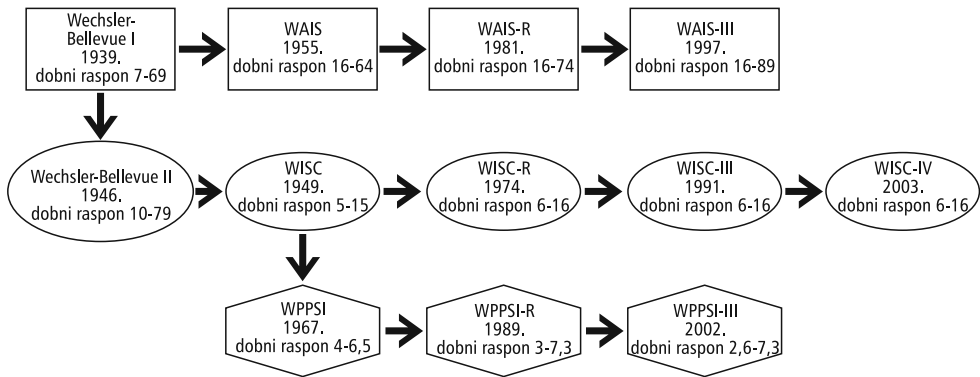 Wechsler-
Bellevue I
1939.
dobni raspon 7-69
WAIS
1955.
dobni raspon 16-64
WAIS-R
1981.
dobni raspon 16-74
WAIS-III
1997.
dobni raspon 16-89
Wechsler-Bellevue II
1946.
dobni raspon 10-79
WISC
1949.
dobni raspon 5-15
WISC-R
1974.
dobni raspon 6-16
WISC-III
1991.
dobni raspon 6-16
WISC-IV
2003.
dobni raspon 6-16
WPPSI
1967.
dobni raspon 4-6,5
WPPSI-R
1989.
dobni raspon 3-7,3
WPPSI-III
2002.
dobni raspon 2,6-7,3